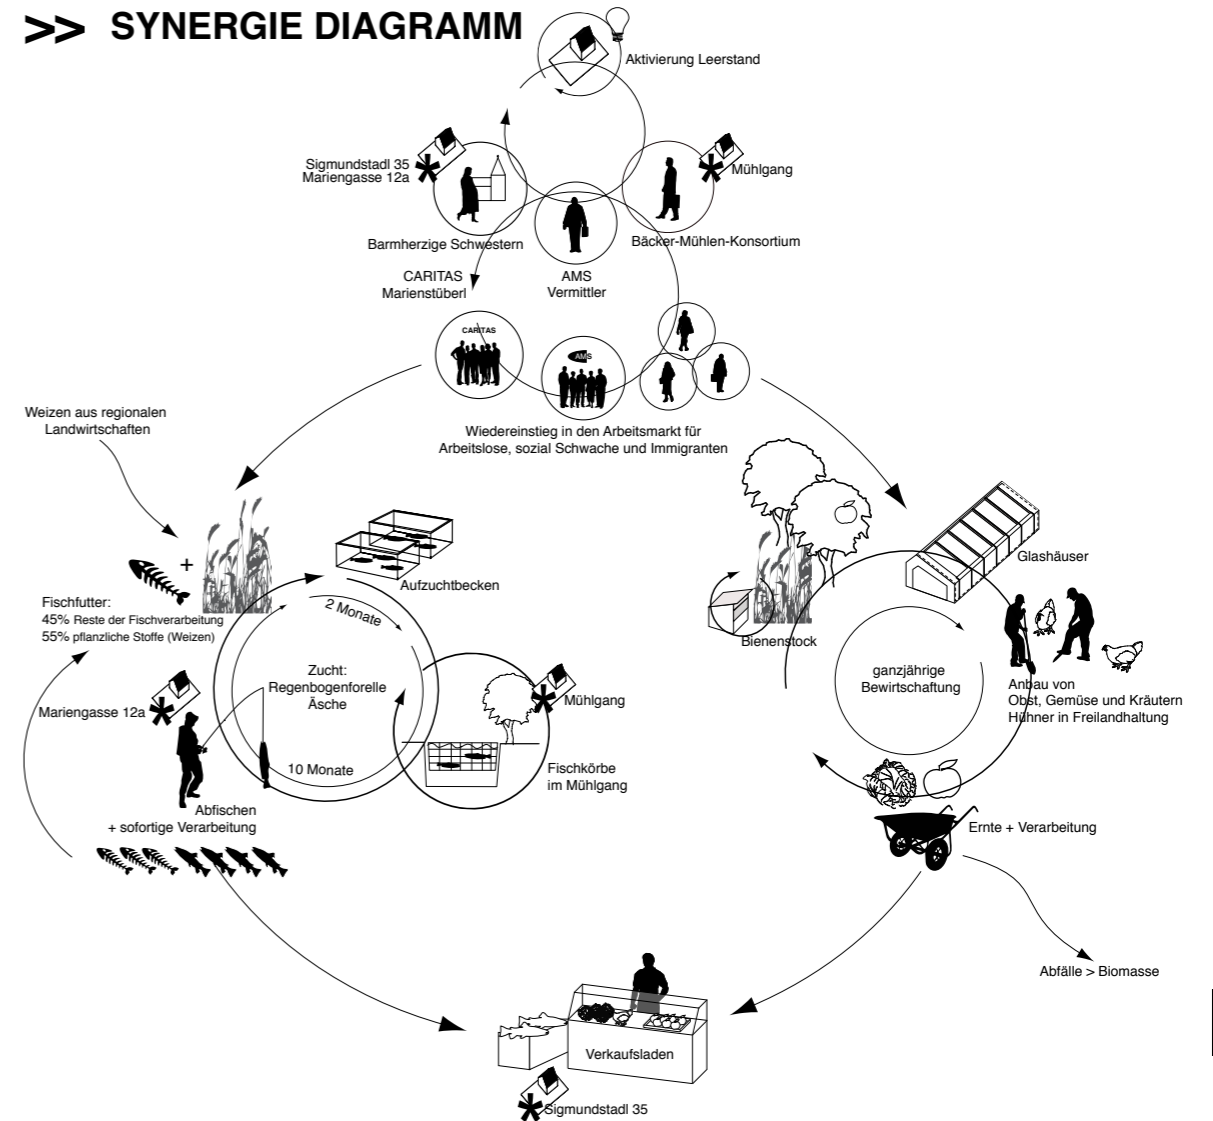 >> SYNERGIE DIAGRAMM
Aktivierung Leerstand
Sigmundstadl 35
Mariengasse 12a
Mühlgang
Barmherzige Schwestern
Bäcker-Mühlen-Konsortium
CARITAS
Marienstüberl
AMS
Vermittler
CARITAS
AMS
Wiedereinstieg in den Arbeitsmarkt für
Arbeitslose, sozial Schwache und Immigranten
Weizen aus regionalen
Landwirtschaften
+
Fischfutter:
45% Reste der Fischverarbeitung
55% pflanzliche Stoffe (Weizen)
Aufzuchtbecken
2 Monate
Zucht:
Regenbogenforelle
Äsche
10 Monate
Mariengasse 12a
Mühlgang
Fischkörbe
im Mühlgang
Abfischen
+ sofortige Verarbeitung
Bienenstock
Glashäuser
ganzjährige
Bewirtschaftung
Anbau von
Obst, Gemüse und Kräutern
Hühner in Freilandhaltung
Ernte + Verarbeitung
Abfälle > Biomasse
Verkaufsladen
Sigmundstadl 35